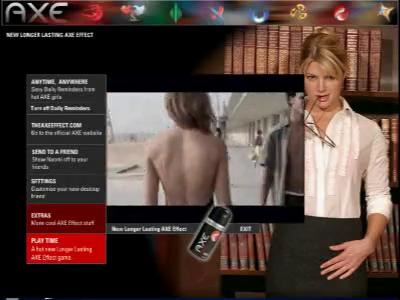 AXE
NEW LONGER LASTING AXE EFFECT
ANYTIME, ANYWHERE
Sexy Daily Reminders from
hot AXE girls
Turn off Daily Reminders
THEAXEEFFECT.COM
Go to the official AXE website
SEND TO A FRIEND
Show Naomi off to your
friends
SETTINGS
Customise your new desktop
friend
EXTRAS
More cool AXE Effect stuff
PLAY TIME
A hot new Longer Lasting
AXE Effect game.
New Longer Lasting AXE Effect
EXIT
AXE